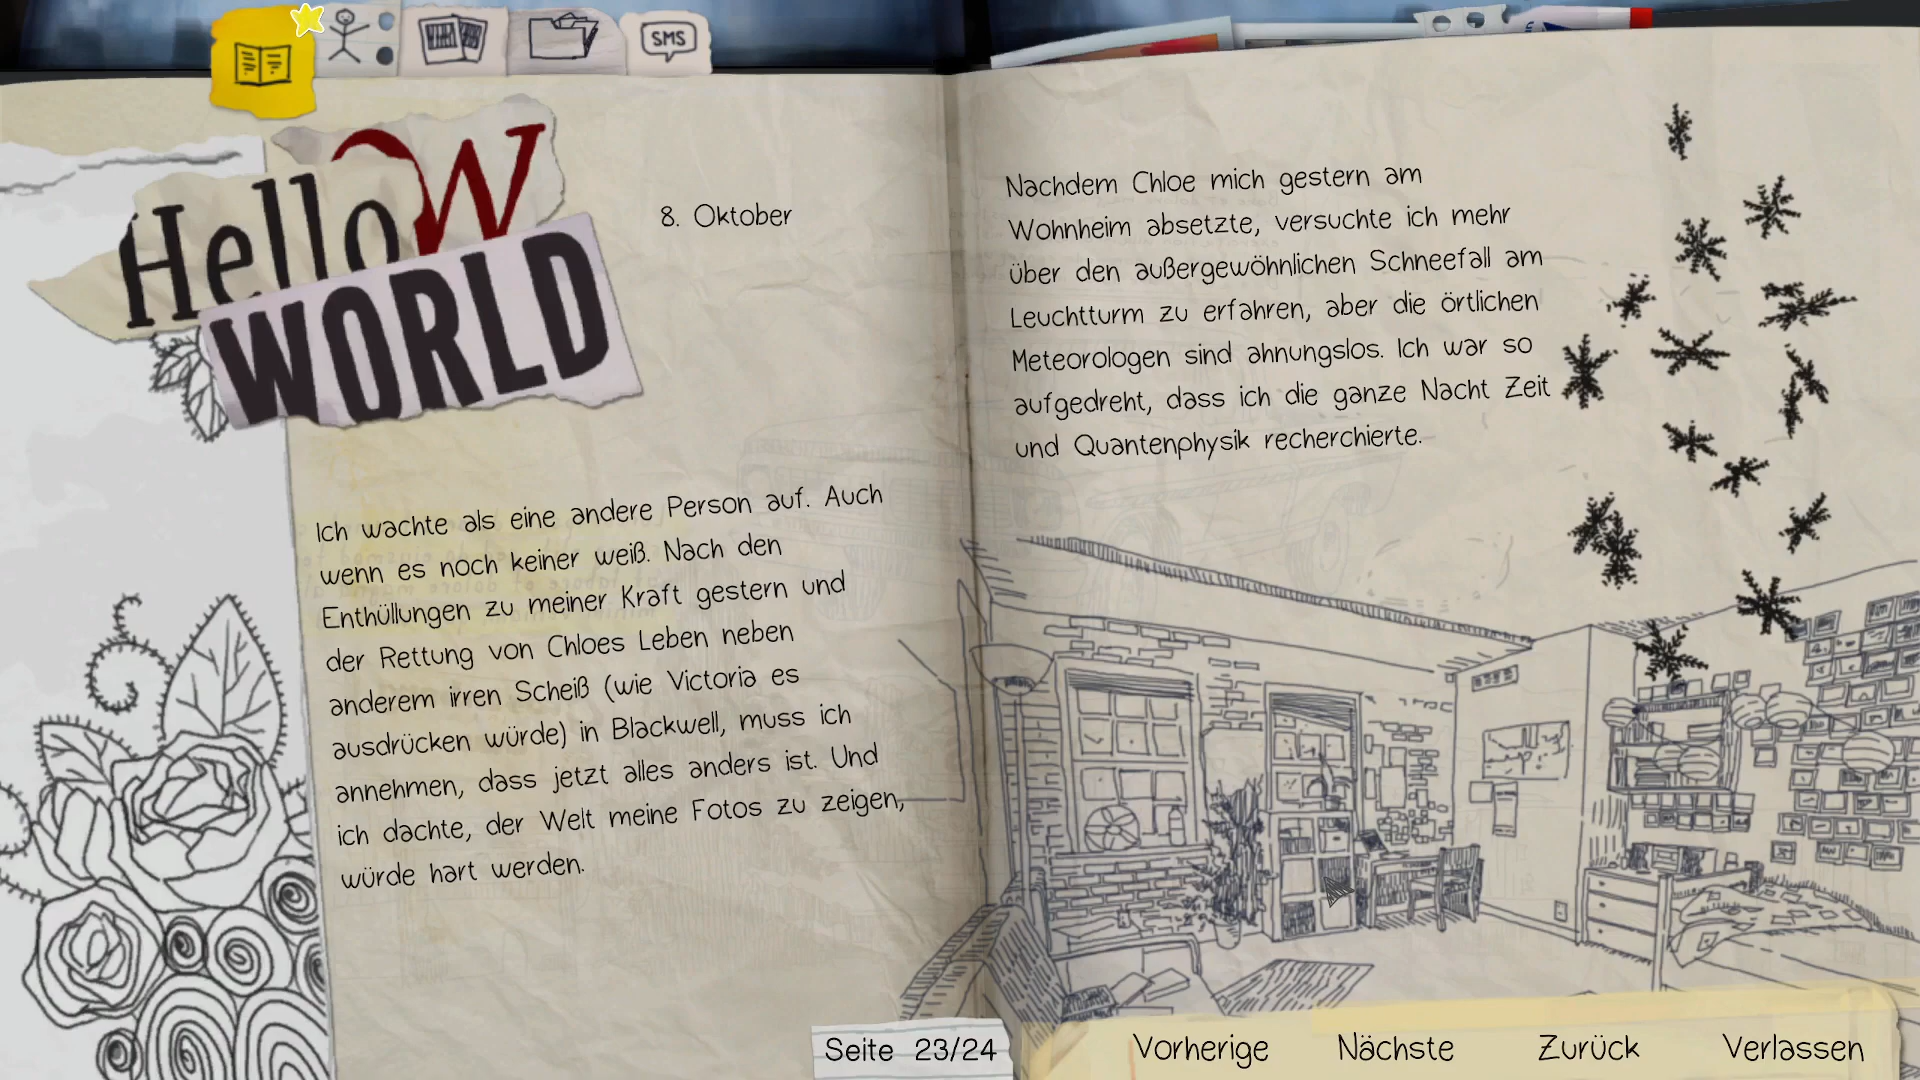 SMS
HelloW
WORLD
8. Oktober
Ich wachte als eine andere Person auf. Auch
wenn es noch keiner weiß. Nach den
Enthüllungen zu meiner Kraft gestern und
der Rettung von Chloes Leben neben
anderem irren Scheiß (wie Victoria es
ausdrücken würde) in Blackwell, muss ich
annehmen, dass jetzt alles anders ist. Und
ich dachte, der Welt meine Fotos zu zeigen,
würde hart werden.
Nachdem Chloe mich gestern am
Wohnheim absetzte, versuchte ich mehr
über den außergewöhnlichen Schneefall am
Leuchtturm zu erfahren, aber die örtlichen
Meteorologen sind ahnungslos. Ich war so
aufgedreht, dass ich die ganze Nacht Zeit
und Quantenphysik recherchierte.
Seite 23/24
Vorherige
Nächste
Zurück
Verlassen